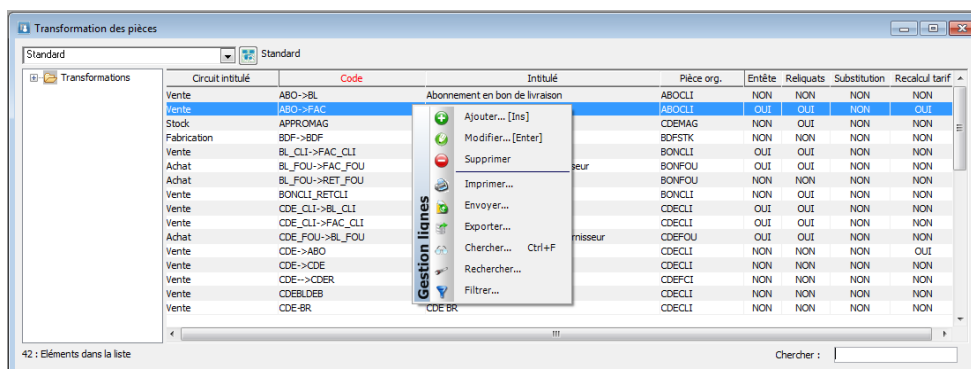 Transformation des pièces
Standard Standard
Transformations
Circuit intitulé Code Intitulé Pièce org. Entête Reliquats Substitution Recalcul tarif
Vente ABO->BL Abonnement en bon de livraison ABOCLI NON NON NON NON
Vente ABO->FAC ABOCLI OUI OUI NON OUI
Stock APPROMAG CDEMAG NON OUI NON NON
Fabrication BDF->BDF BDFSTK NON NON NON NON
Vente BL_CLI->FAC_CLI BONCLI OUI OUI NON NON
Achat BL_FOU->FAC_FOU seur BONFOU OUI OUI NON NON
Achat BL_FOU->RET_FOU BONFOU NON NON NON NON
Vente BONCLI_RETCLI BONCLI NON OUI NON NON
Vente CDE_CLI->BL_CLI CDECLI OUI OUI NON NON
Vente CDE_CLI->FAC_CLI CDECLI OUI OUI NON NON
Achat CDE_FOU->BL_FOU rnisseur CDEFOU OUI OUI NON NON
Vente CDE->ABO CDECLI NON NON NON OUI
Vente CDE->CDE CDECLI NON NON NON NON
Vente CDE-->CDER CDEFCI NON NON NON NON
Vente CDEBLDEB CDECLI NON NON NON NON
Vente CDE-BR CDE BR CDECLI NON NON NON NON
Gestion lignes
Ajouter... [Ins]
Modifier... [Enter]
Supprimer
Imprimer...
Envoyer...
Exporter...
Chercher... Ctrl+F
Rechercher...
Filtrer...
42 : Eléments dans la liste
Chercher :